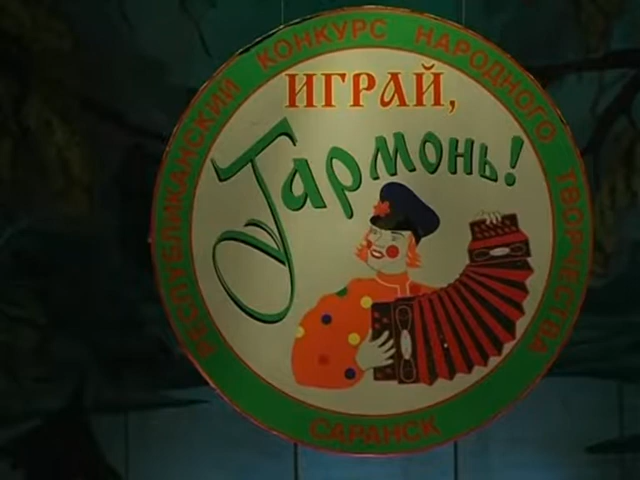 РЕСПУБЛИКАНСКИЙ КОНКУРС НАРОДНОГО ТВОРЧЕСТВА
ИГРАЙ,
Гармонь!
САРАНСК